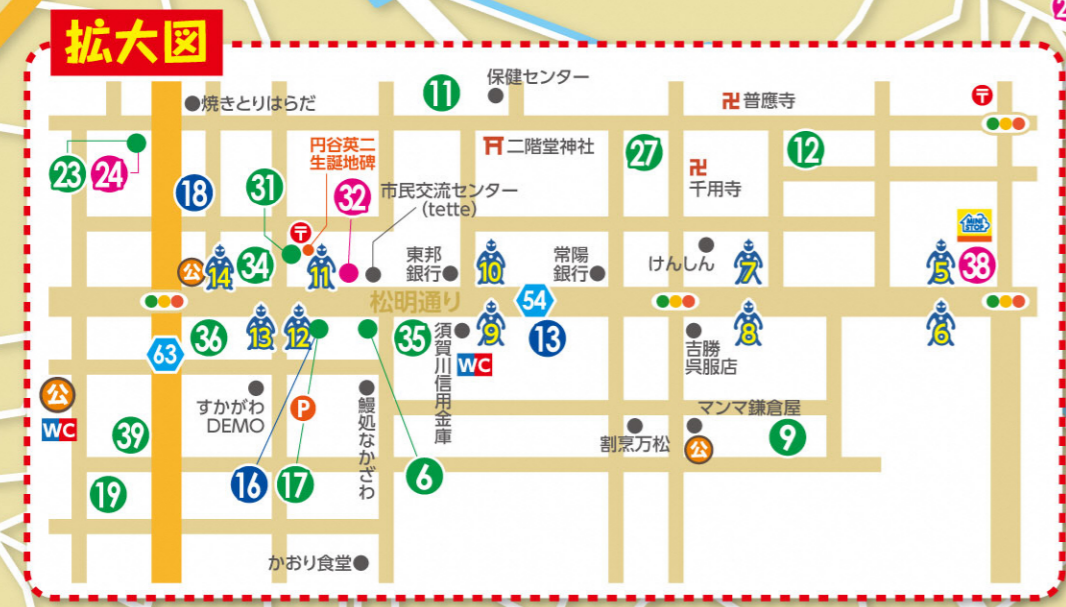 拡大図
保健センター
焼きとりはらだ
11
普應寺
〒
23
24
円谷英二
生誕地碑
二階堂神社
27
12
18
31
32
市民交流センター
(tette)
千用寺
〒
MINI
STOP
公
14
34
11
東邦
銀行
10
常陽
銀行
けんしん
7
5
38
松明通り
54
36
13
12
35
9
13
8
6
63
須賀川信用金庫
WC
吉勝
呉服店
公
WC
すかがわ
DEMO
P
鰻処なかざわ
マンマ鎌倉屋
39
割烹万松
公
9
19
16
17
6
かおり食堂